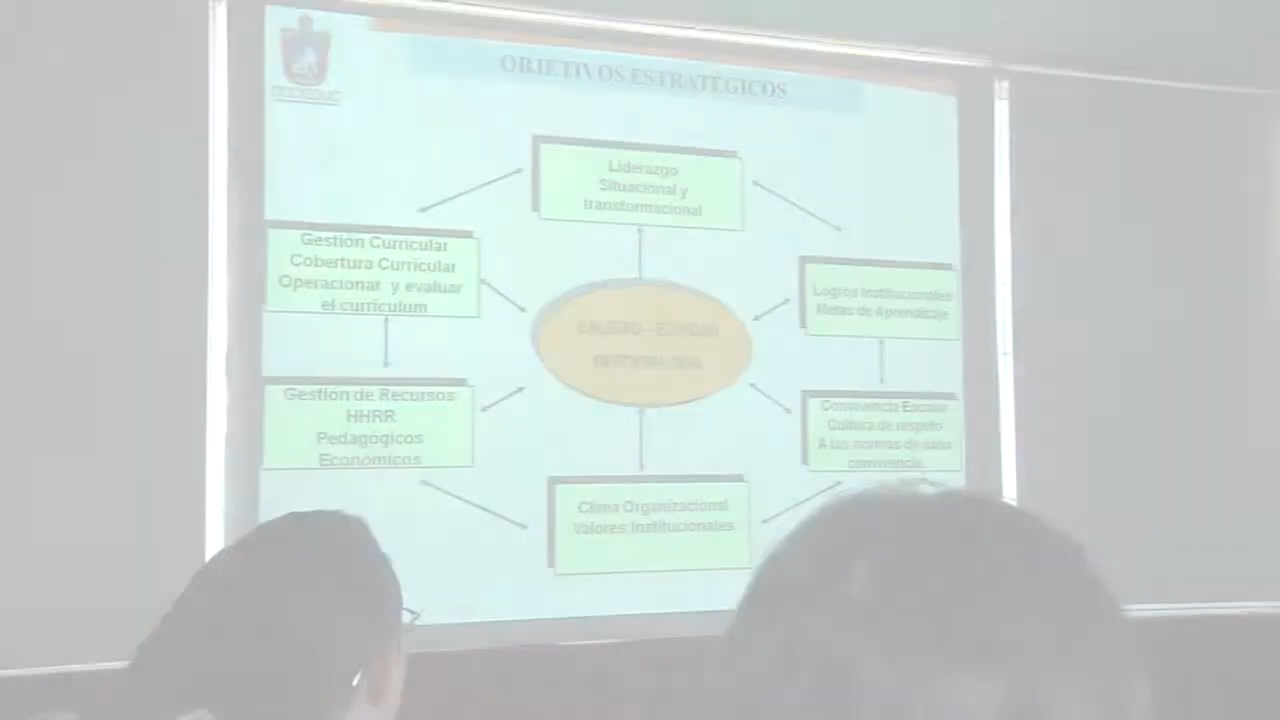 OBJETIVOS ESTRATÉGICOS
Liderazgo
Situacional y
transformacional
Gestión Curricular
Cobertura Curricular
Operacionar y evaluar
el curriculum
Logros Institucionales
Metas de Aprendizaje
Gestión de Recursos
HHRR
Pedagógicos
Económicos
Convivencia Escolar
Cultura de respeto
A las normas de sana
convivencia
Clima Organizacional
Valores Institucionales